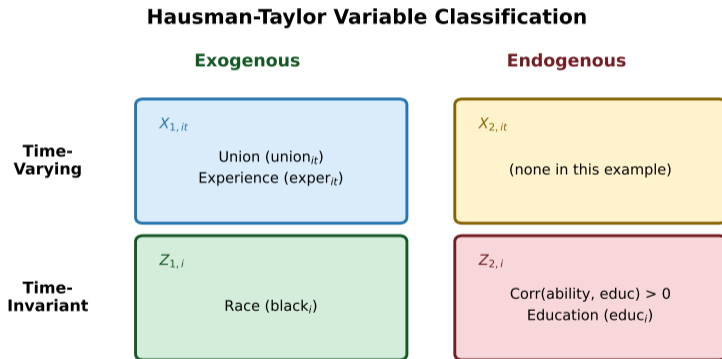 Hausman-Taylor Variable Classification
Exogenous
Endogenous
Time-
Varying
X₁,ᵢₜ
Union (unionᵢₜ)
Experience (experᵢₜ)
X₂,ᵢₜ
(none in this example)
Time-
Invariant
Z₁,ᵢ
Race (blackᵢ)
Z₂,ᵢ
Corr(ability, educ) > 0
Education (educᵢ)